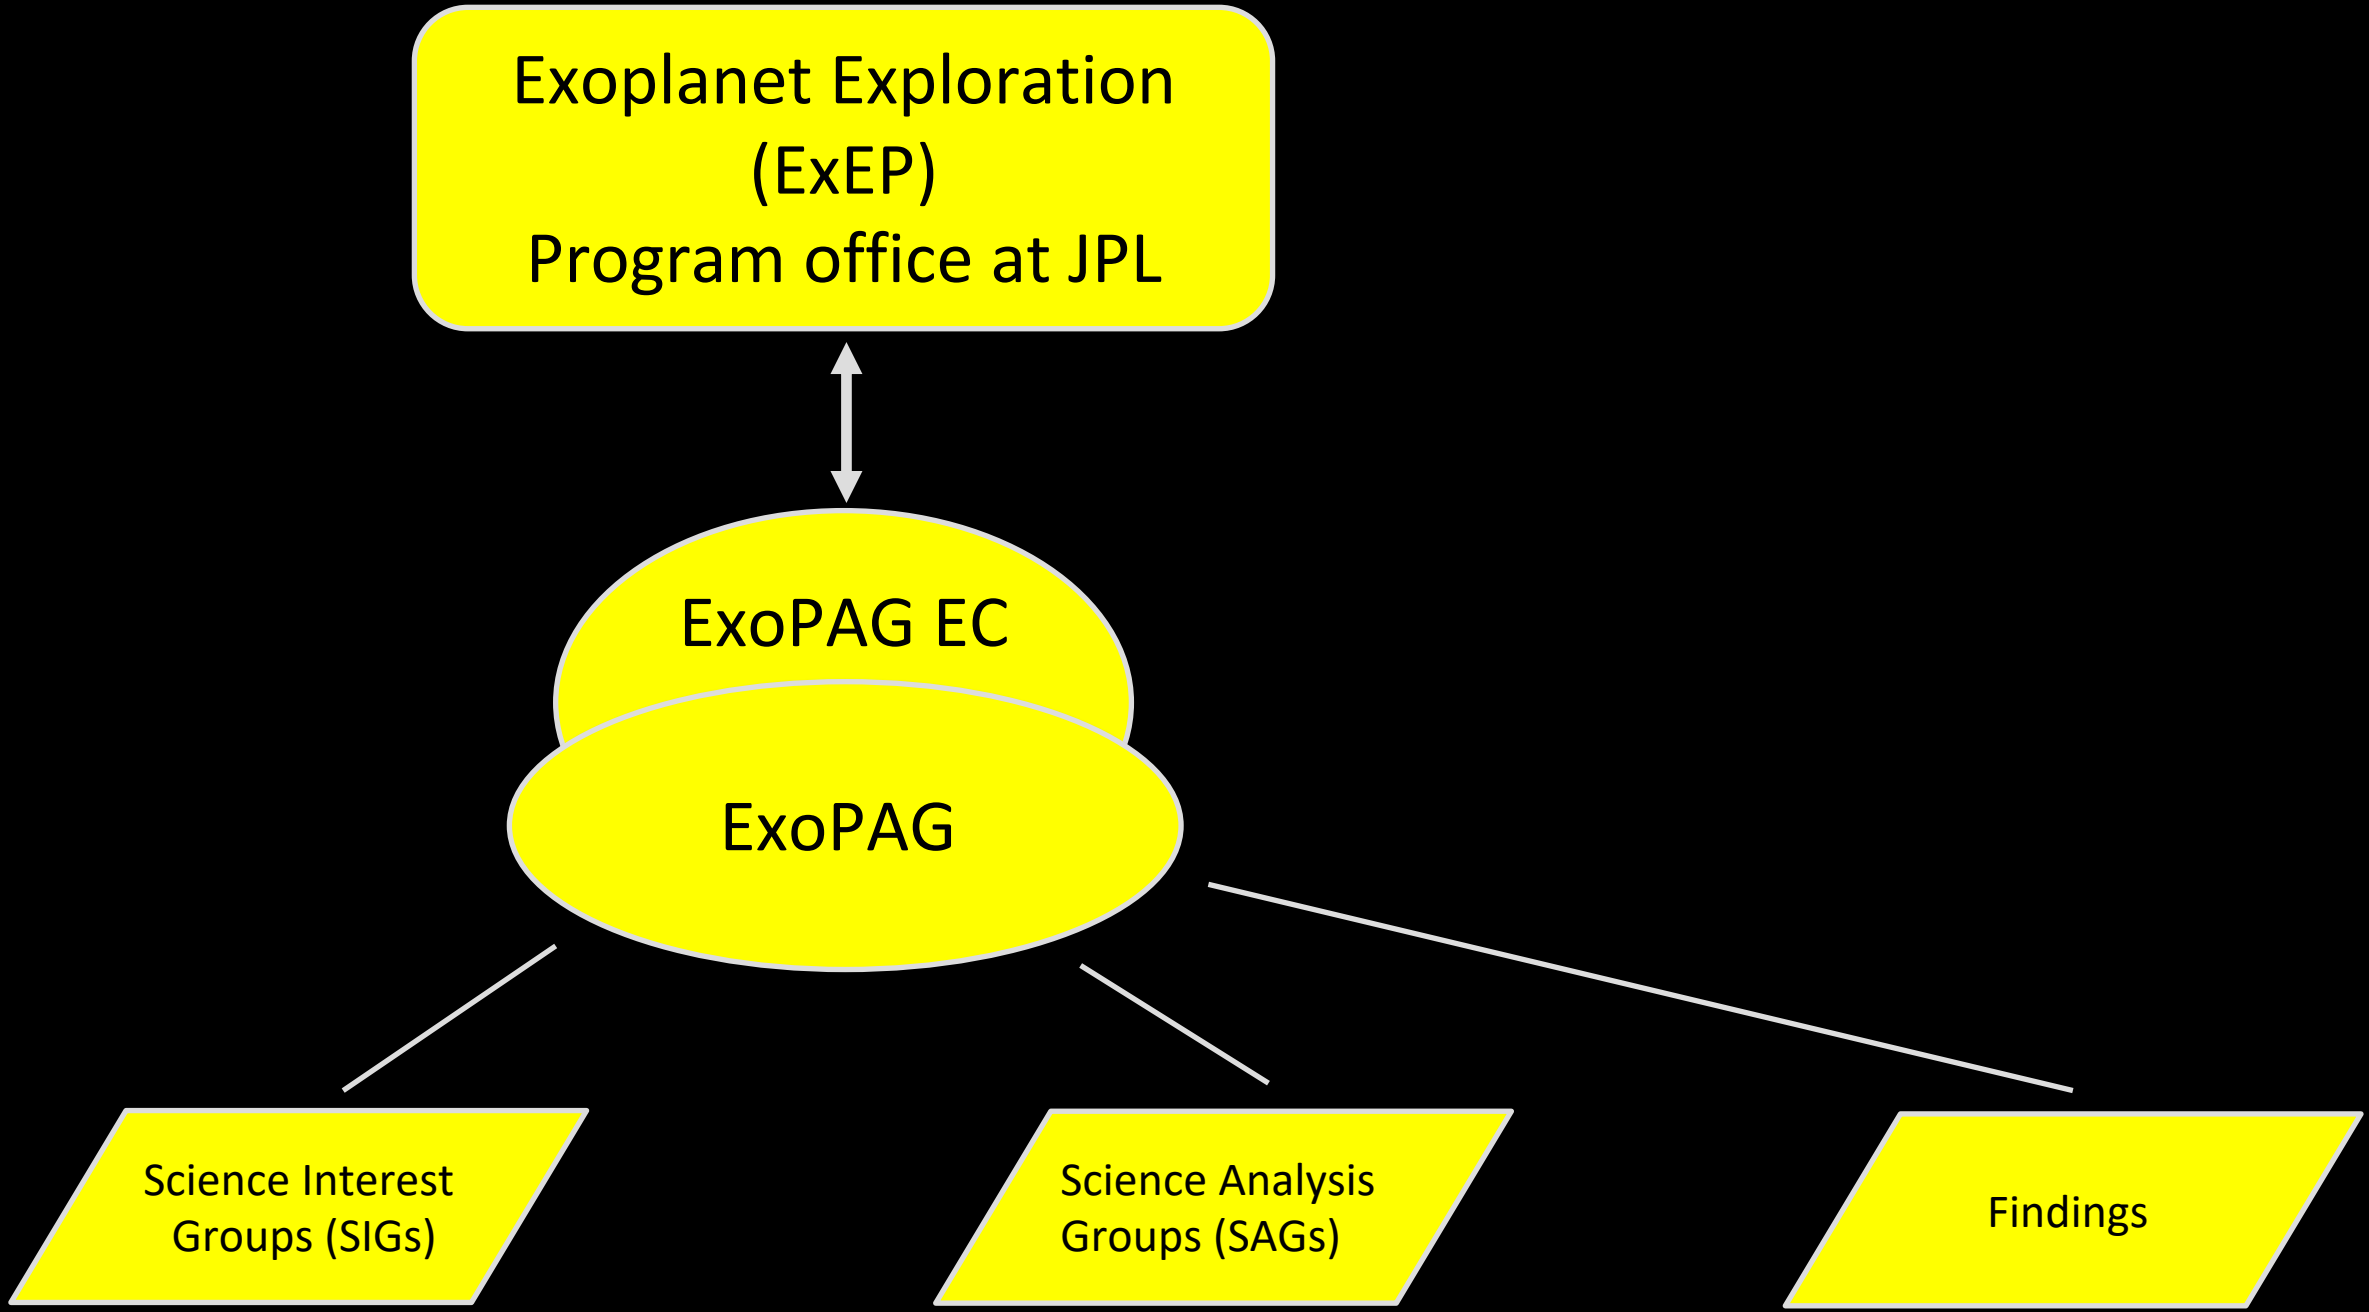 Exoplanet Exploration
(ExEP)
Program office at JPL
ExoPAG EC
ExoPAG
Science Interest
Groups (SIGs)
Science Analysis
Groups (SAGs)
Findings